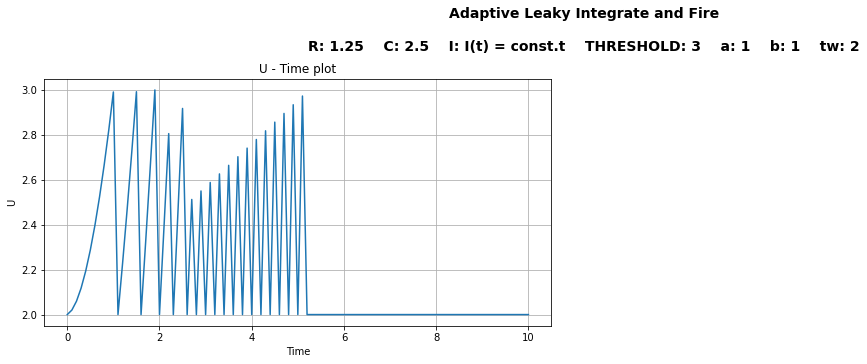 Adaptive Leaky Integrate and Fire
R: 1.25    C: 2.5    I: I(t) = const.t    THRESHOLD: 3    a: 1    b: 1    tw: 2
U - Time plot
3.0
2.8
2.6
2.4
2.2
2.0
U
0 2 4 6 8 10
Time